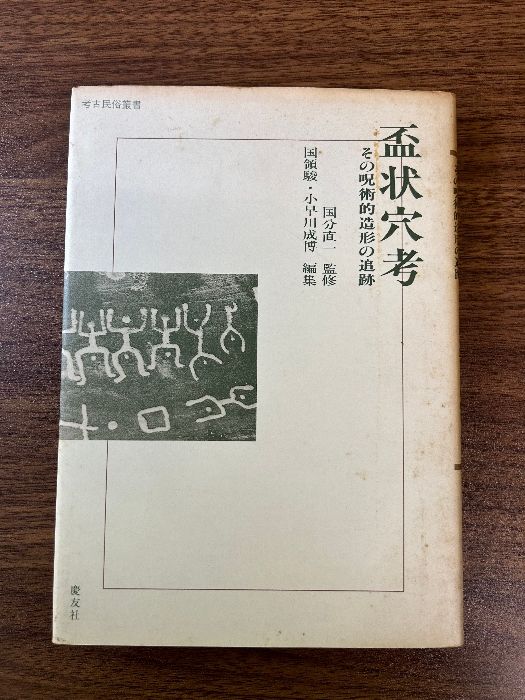 考古民俗叢書
盃状穴考
その呪術的造形の追跡
国分直一 監修
国領駿・小早川成博 編集
慶友社